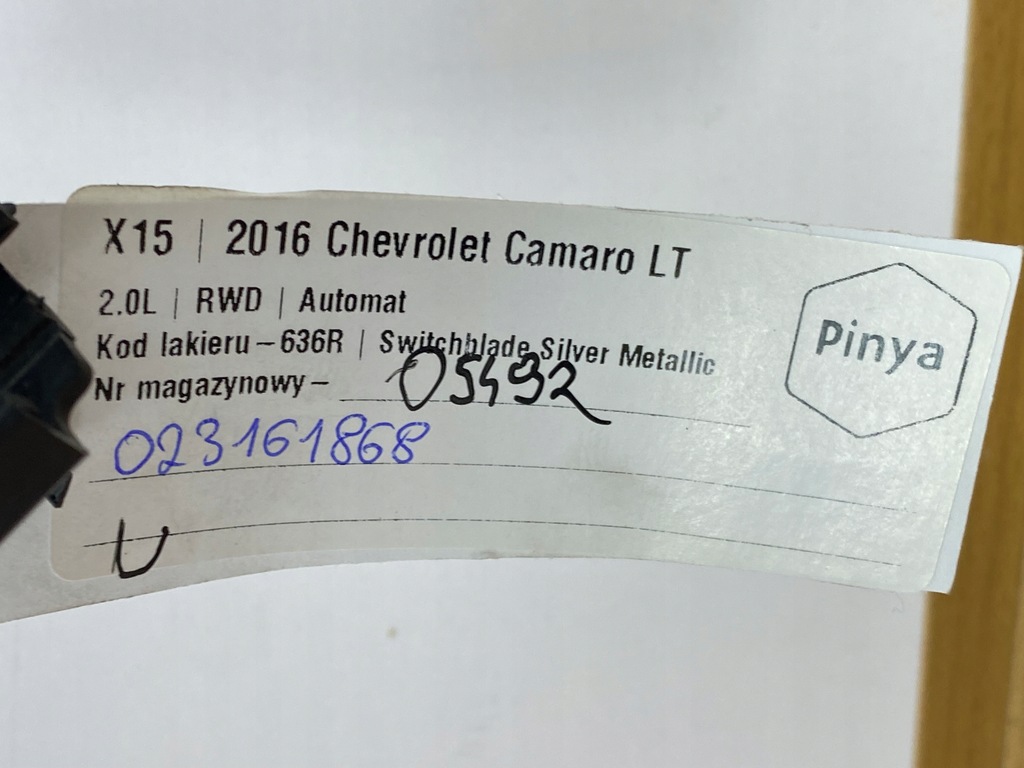 X15 | 2016 Chevrolet Camaro LT
2.0L | RWD | Automat
Kod lakieru – 636R | Switchblade Silver Metallic
Nr magazynowy – 05492
023161868
U
Pinya